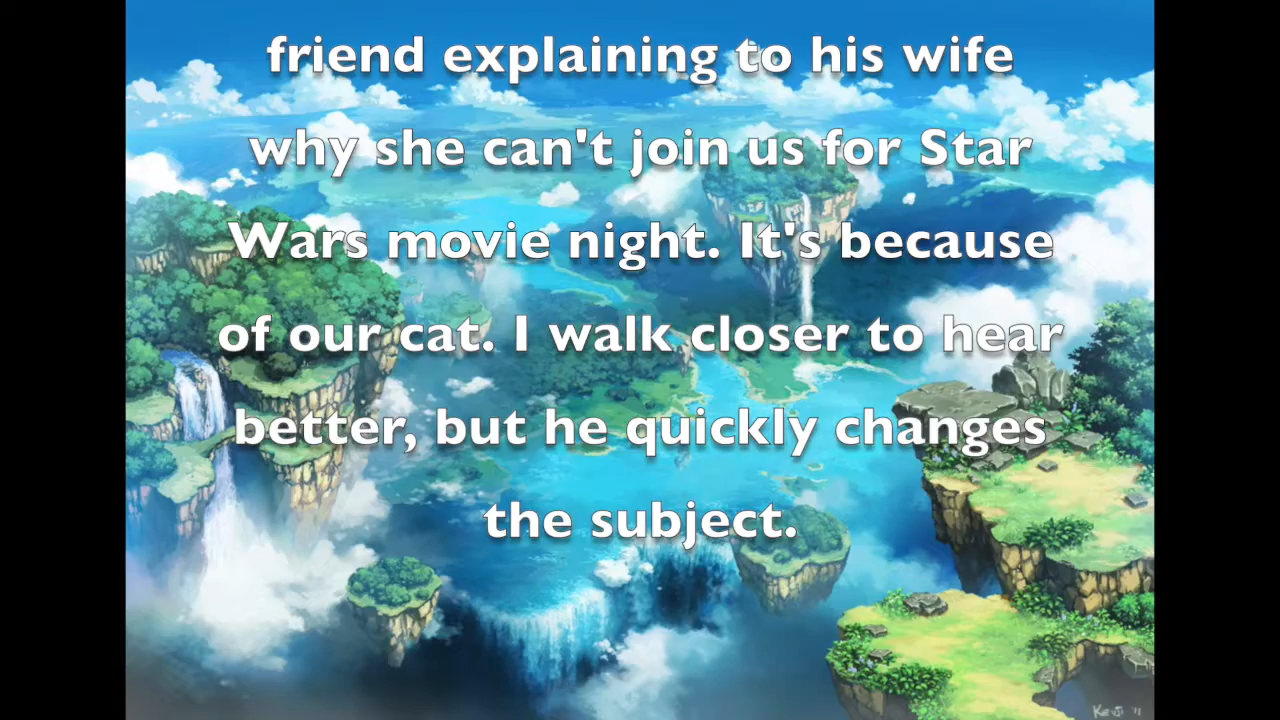 friend explaining to his wife
why she can't join us for Star
Wars movie night. It's because
of our cat. I walk closer to hear
better, but he quickly changes
the subject.